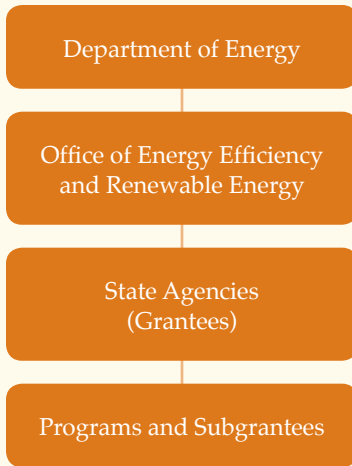 Department of Energy
Office of Energy Efficiency
and Renewable Energy
State Agencies
(Grantees)
Programs and Subgrantees